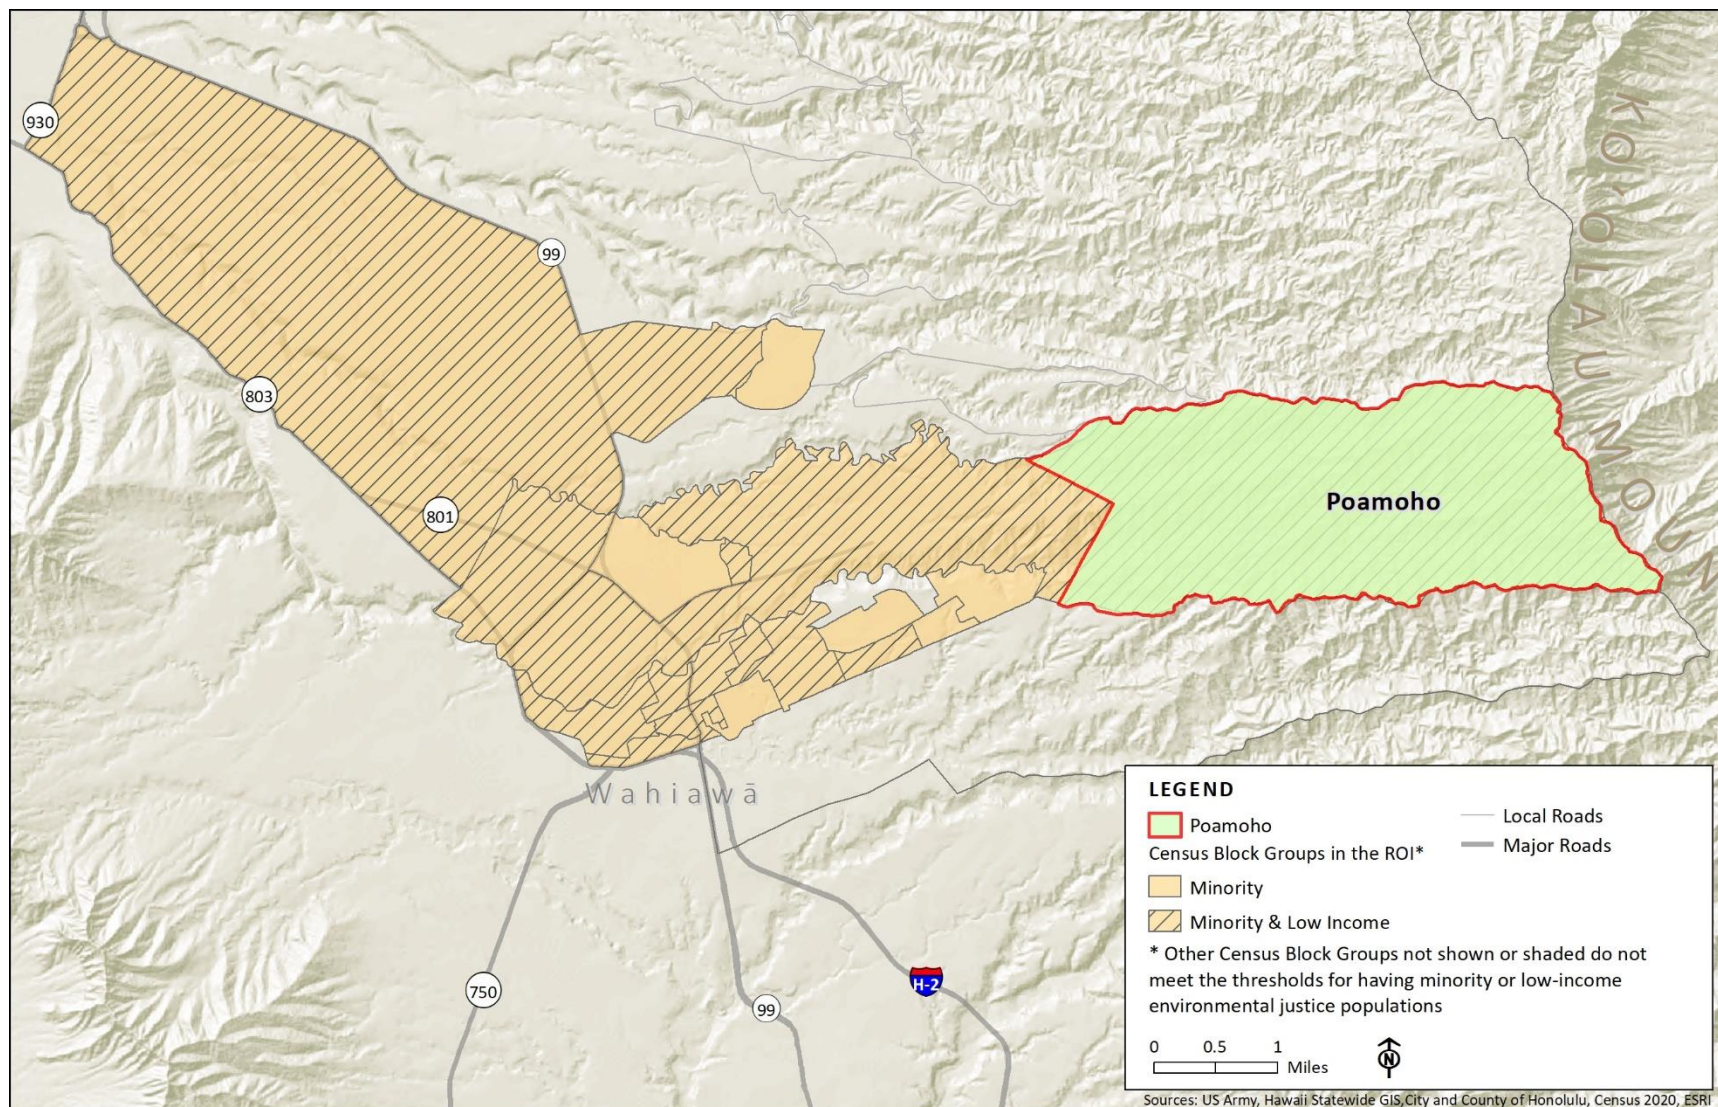 930
99
803
801
Poamoho
KO‘OLAU MOUN
Wahiawā
750
99
H-2
LEGEND
Poamoho
Census Block Groups in the ROI*
Minority
Minority & Low Income
Local Roads
Major Roads
* Other Census Block Groups not shown or shaded do not
meet the thresholds for having minority or low-income
environmental justice populations
0 0.5 1
Miles
N
Sources: US Army, Hawaii Statewide GIS,City and County of Honolulu, Census 2020, ESRI